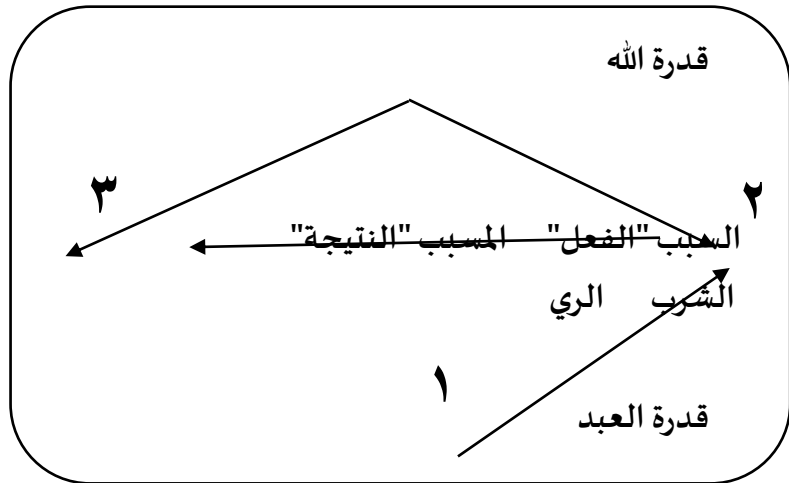 قدرة الله
٣
٢
السبب "الفعل" المسبب "النتيجة"
الشرب الري
١
قدرة العبد